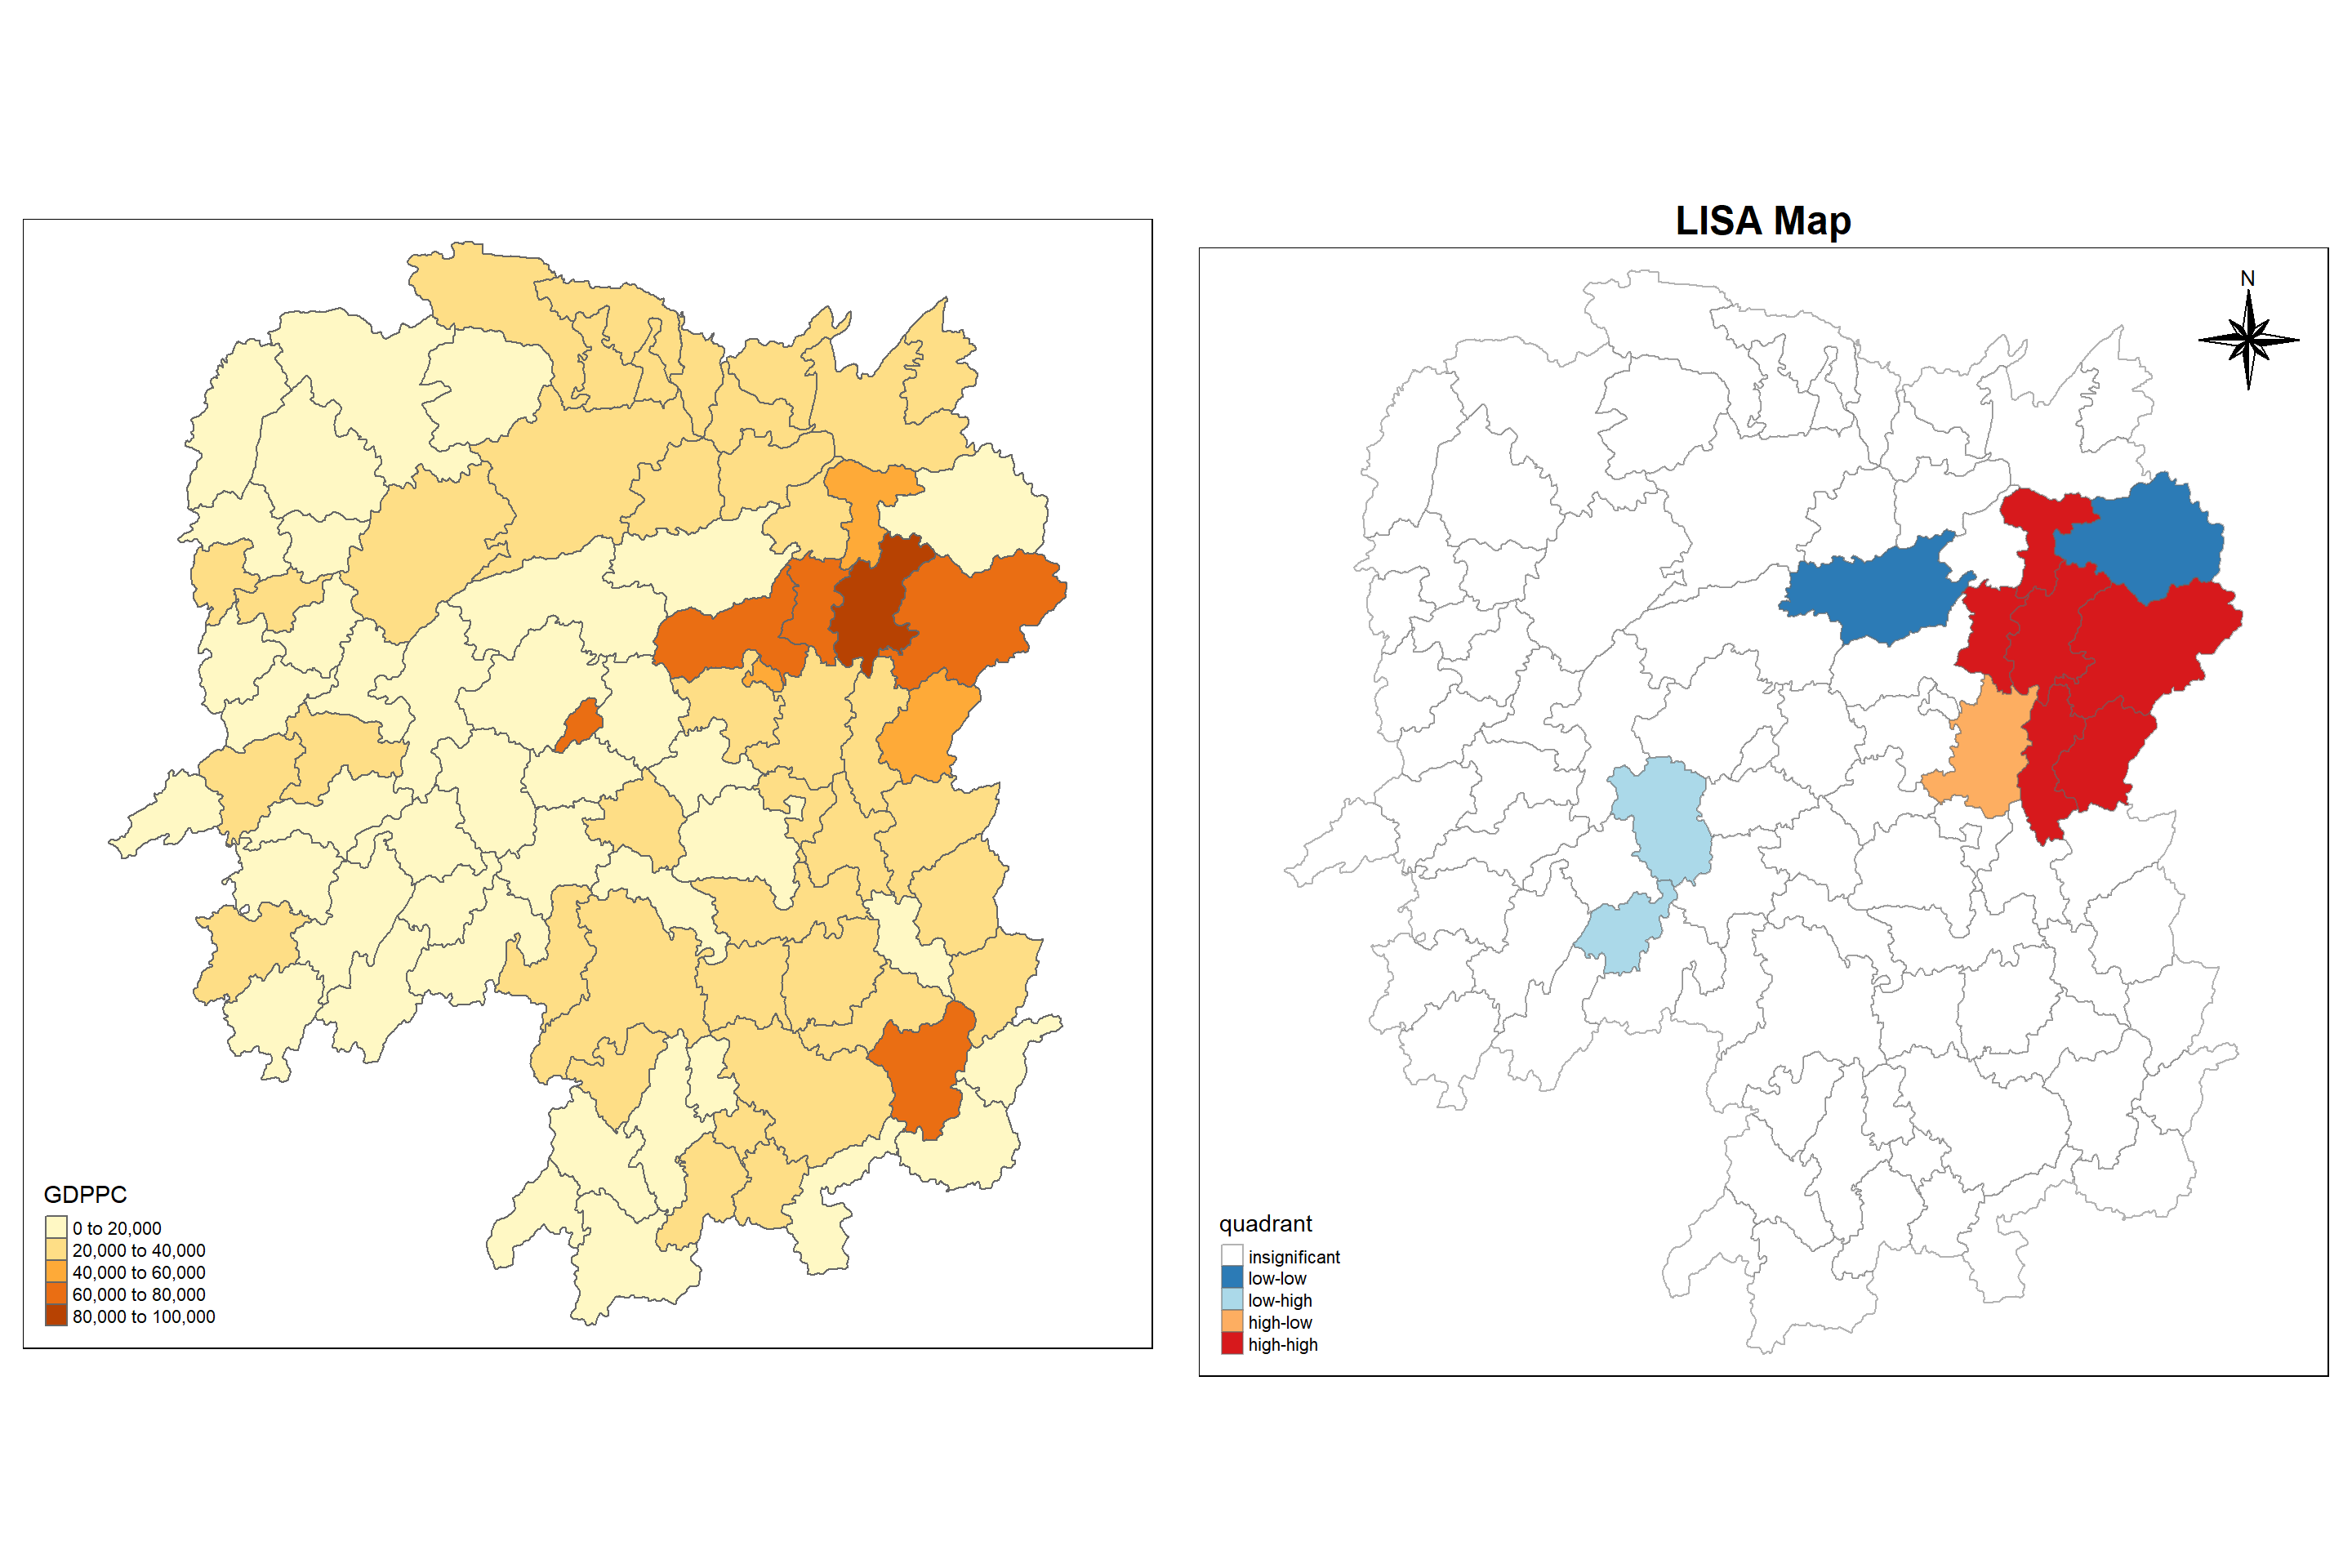 GDPPC
0 to 20,000
20,000 to 40,000
40,000 to 60,000
60,000 to 80,000
80,000 to 100,000
LISA Map
N
quadrant
insignificant
low-low
low-high
high-low
high-high